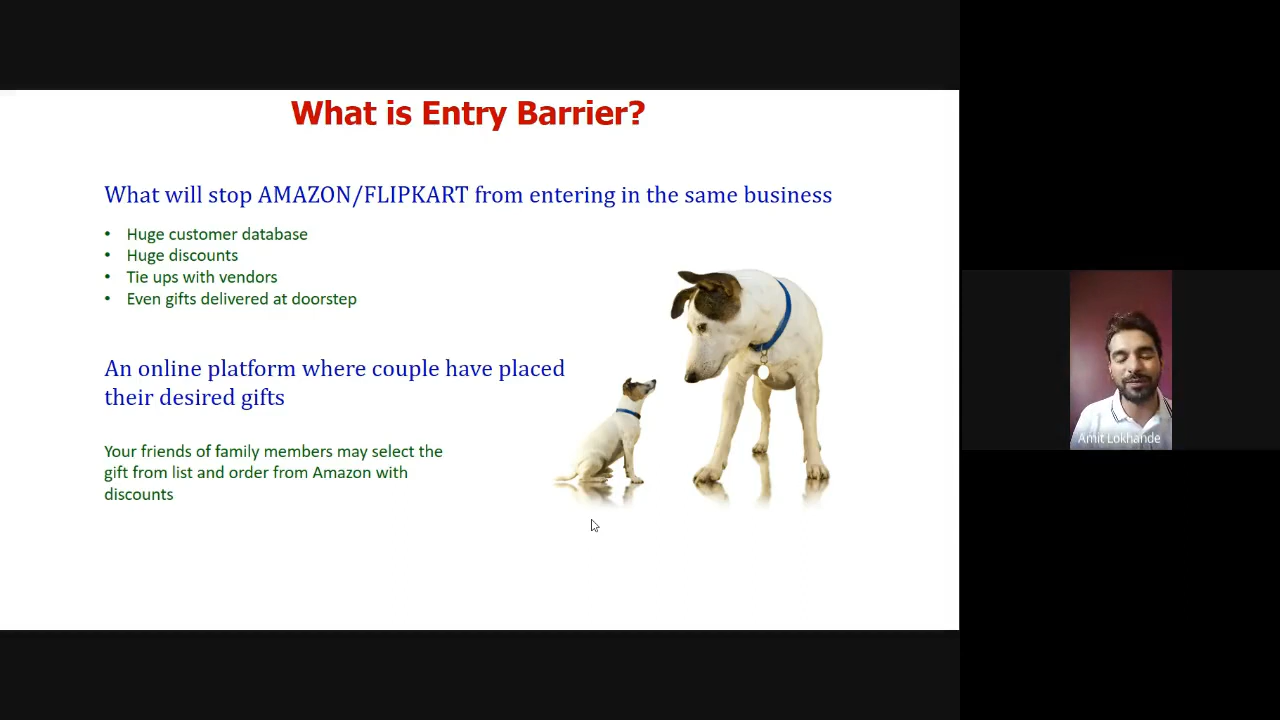 What is Entry Barrier?
What will stop AMAZON/FLIPKART from entering in the same business
• Huge customer database
• Huge discounts
• Tie ups with vendors
• Even gifts delivered at doorstep
An online platform where couple have placed
their desired gifts
Your friends of family members may select the
gift from list and order from Amazon with
discounts
Amit Lokhande